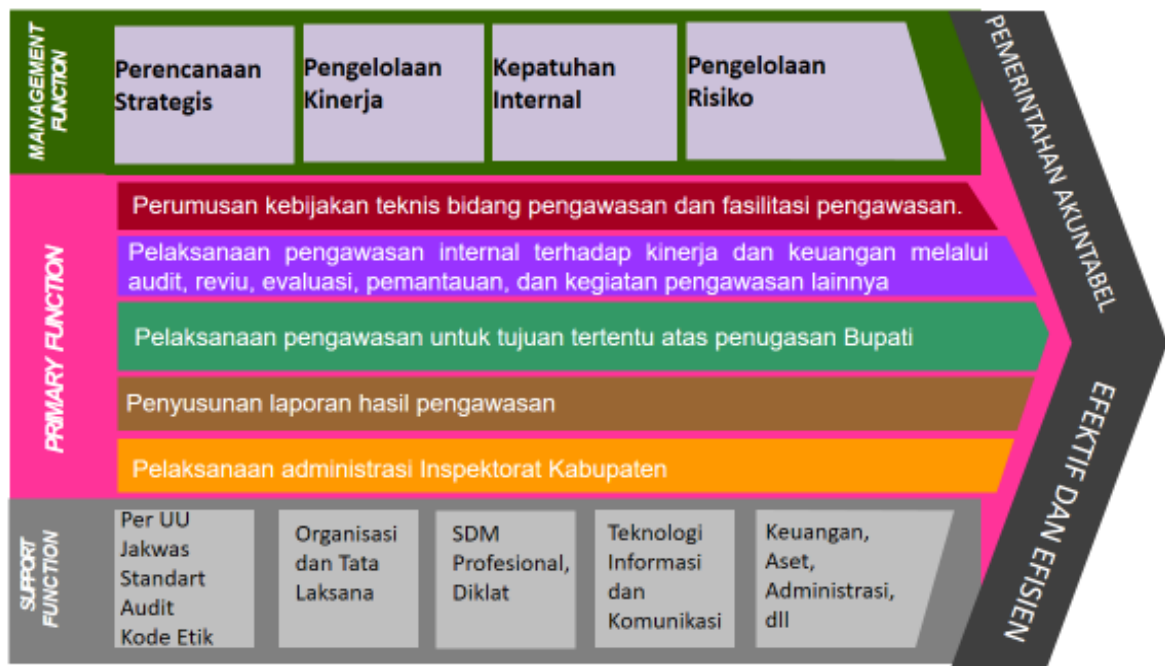 MANAGEMENT
FUNCTION
Perencanaan
Strategis
Pengelolaan
Kinerja
Kepatuhan
Internal
Pengelolaan
Risiko
PRIMARY FUNCTION
Perumusan kebijakan teknis bidang pengawasan dan fasilitasi pengawasan.
Pelaksanaan pengawasan internal terhadap kinerja dan keuangan melalui
audit, reviu, evaluasi, pemantauan, dan kegiatan pengawasan lainnya
Pelaksanaan pengawasan untuk tujuan tertentu atas penugasan Bupati
Penyusunan laporan hasil pengawasan
Pelaksanaan administrasi Inspektorat Kabupaten
SUPPORT
FUNCTION
Per UU
Jakwas
Standart
Audit
Kode Etik
Organisasi
dan Tata
Laksana
SDM
Profesional,
Diklat
Teknologi
Informasi
dan
Komunikasi
Keuangan,
Aset,
Administrasi,
dll
PEMERINTAHAN AKUNTABEL
EFEKTIF DAN EFISIEN